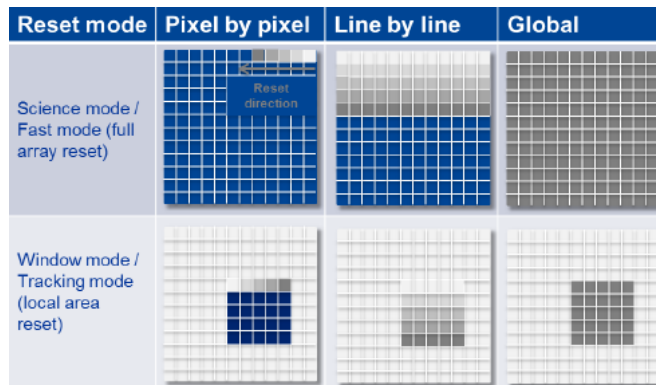 Reset mode
Pixel by pixel
Line by line
Global
Science mode /
Fast mode (full
array reset)
Reset
direction
Window mode /
Tracking mode
(local area
reset)